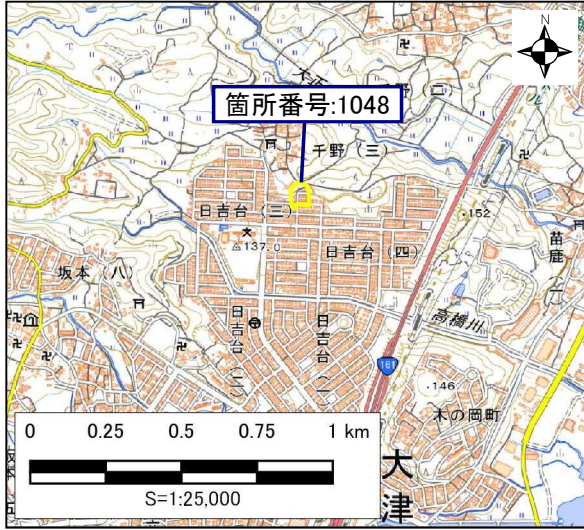 N
箇所番号:1048
千野(三)
日吉台(三)
152
137.0
日吉台(四)
苗鹿
坂本(八)
高橋川
日吉台(二)
日吉台(一)
161
146
木の岡町
大津
0 0.25 0.5 0.75 1 km
S=1:25,000